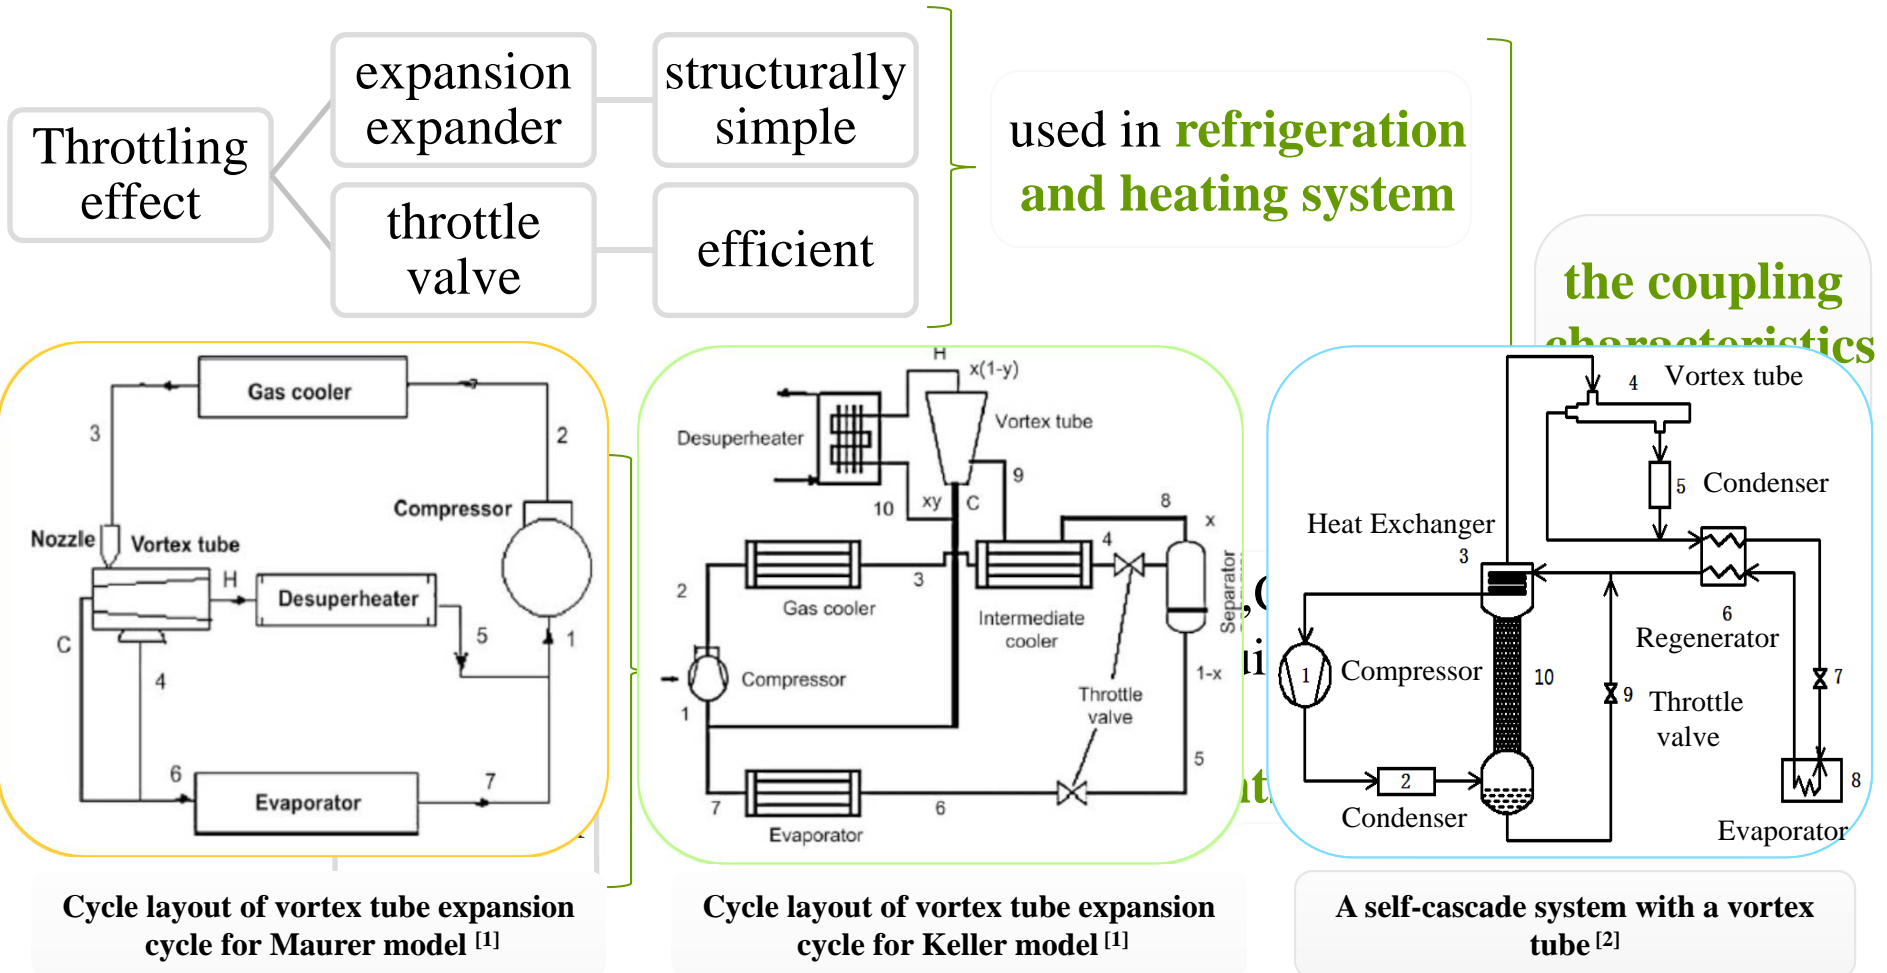 Throttling
effect
expansion
expander
structurally
simple
throttle
valve
efficient
used in refrigeration
and heating system
the coupling
characteristics
Gas cooler
3
2
Compressor
Nozzle
Vortex tube
H
Desuperheater
C
5
1
4
6
7
Evaporator
Cycle layout of vortex tube expansion
cycle for Maurer model [1]
H
x(1-y)
Vortex tube
Desuperheater
9
10
xy
C
8
x
4
2
3
Gas cooler
Intermediate
cooler
Separator
Compressor
1
Throttle
valve
1-x
5
7
6
Evaporator
Cycle layout of vortex tube expansion
cycle for Keller model [1]
4
Vortex tube
5
Condenser
Heat Exchanger
3
6
Regenerator
1
Compressor
10
9
7
Throttle
valve
2
8
Condenser
Evaporator
A self-cascade system with a vortex
tube [2]